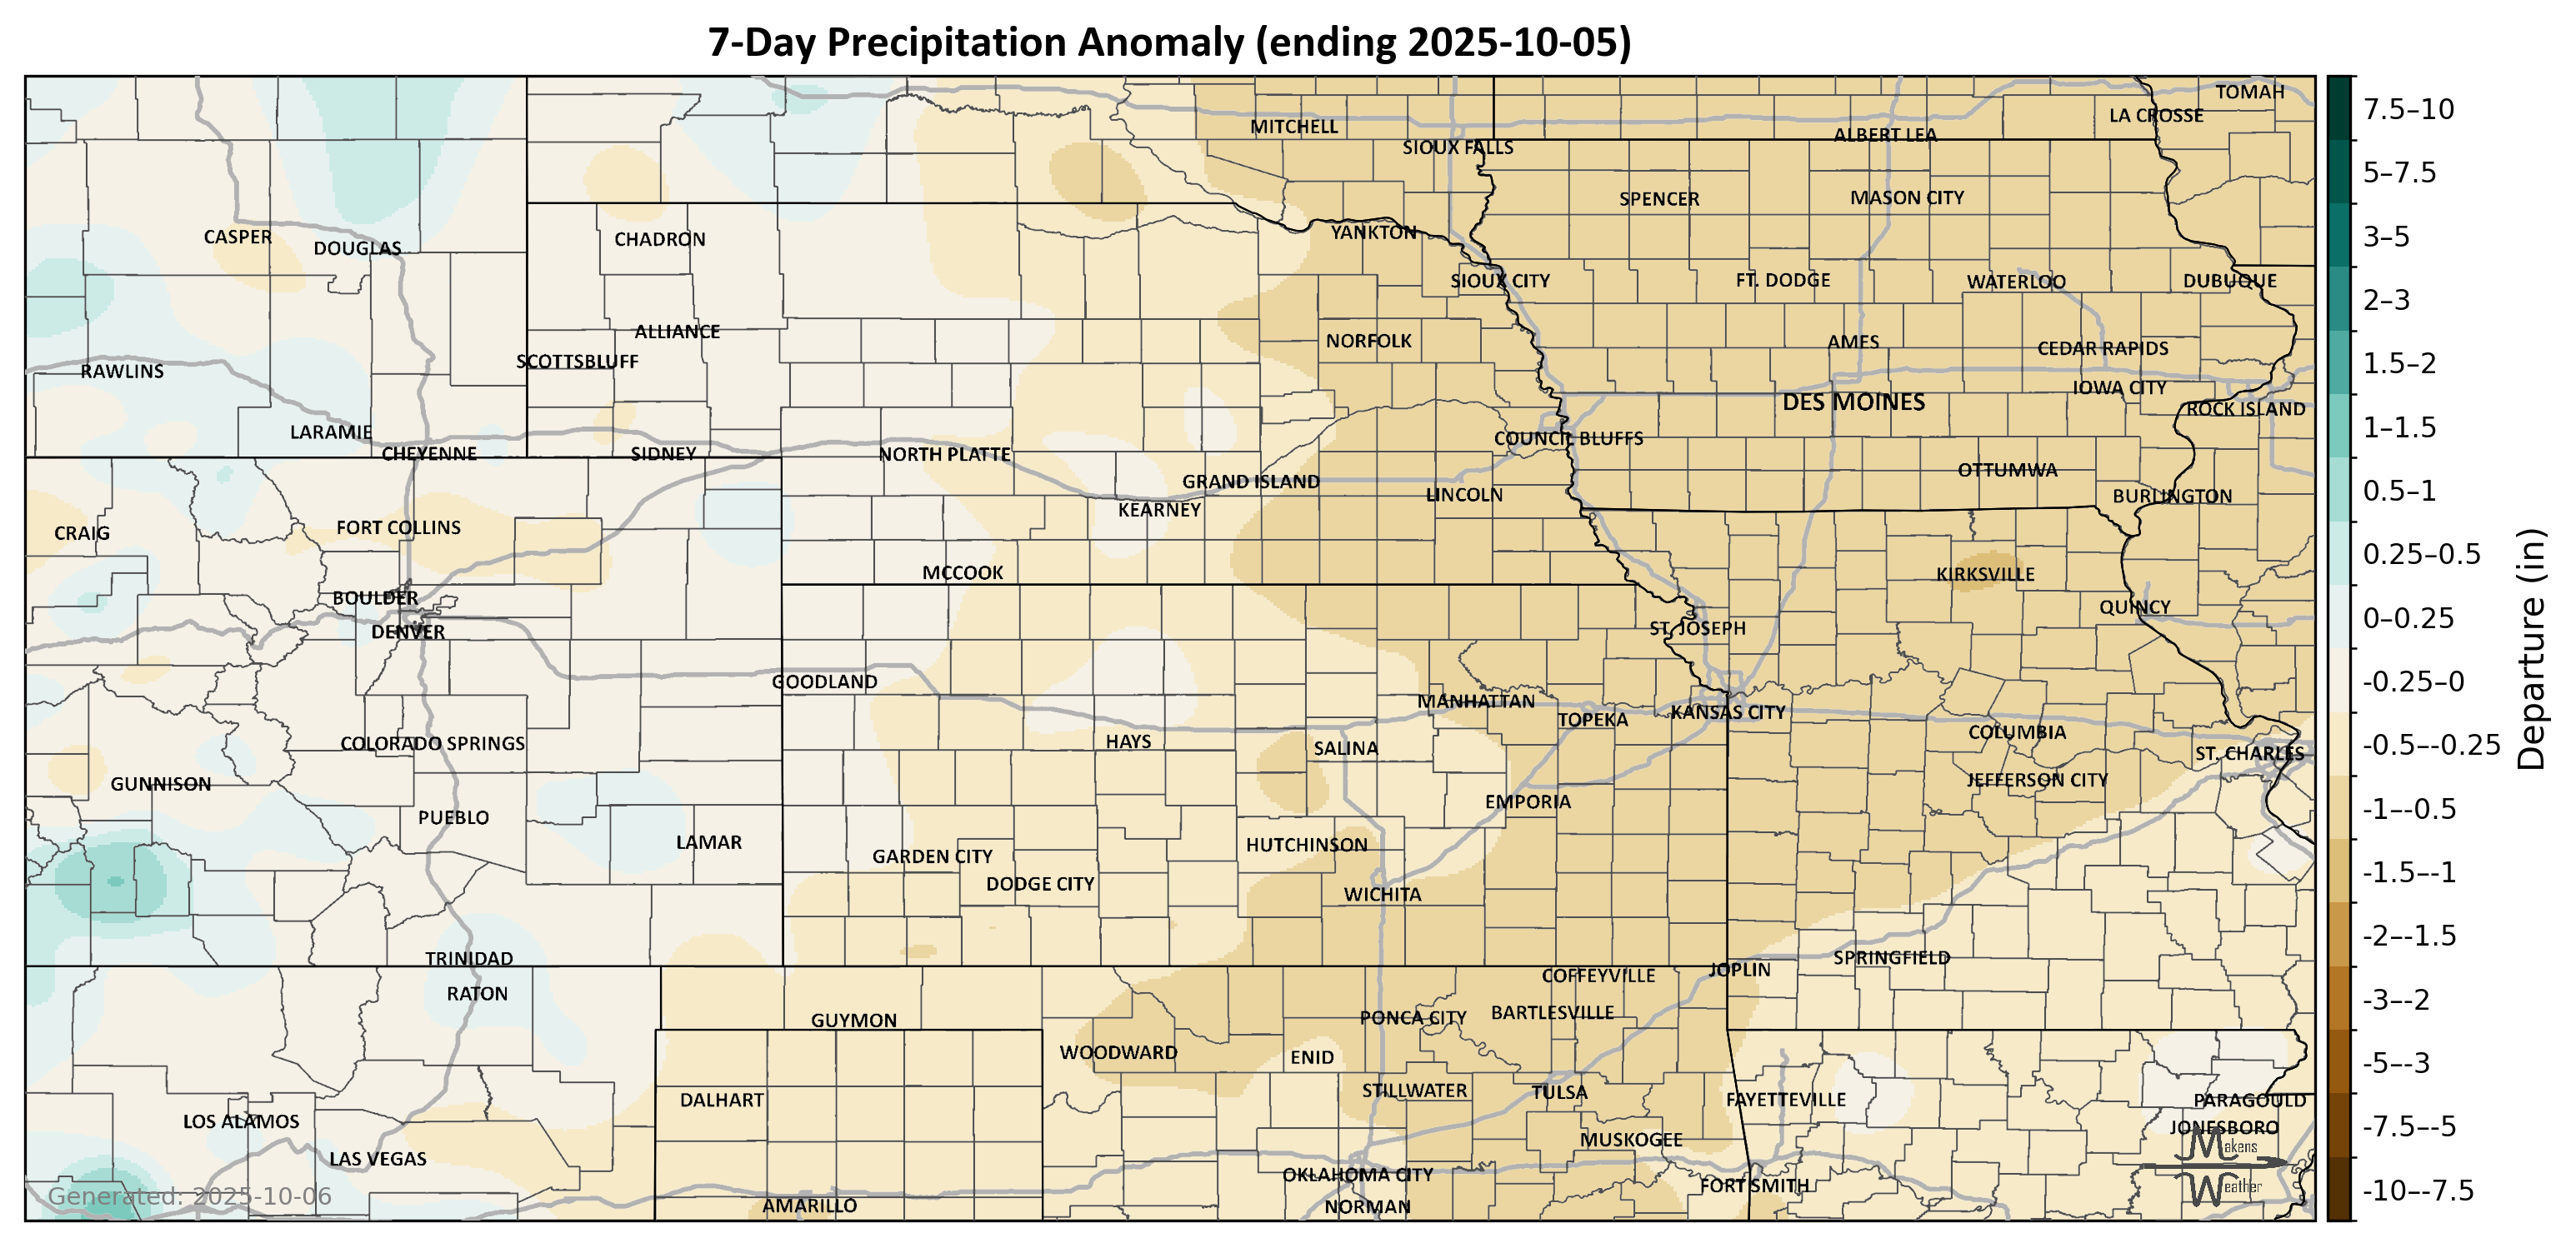 7-Day Precipitation Anomaly (ending 2025-10-05)
TOMAH
LA CROSSE
MITCHELL
ALBERT LEA
SIOUX FALLS
SPENCER
MASON CITY
CASPER
DOUGLAS
CHADRON
YANKTON
SIOUX CITY
FT. DODGE
WATERLOO
DUBUQUE
ALLIANCE
NORFOLK
AMES
CEDAR RAPIDS
SCOTTSBLUFF
RAWLINS
IOWA CITY
DES MOINES
ROCK ISLAND
LARAMIE
CHEYENNE
SIDNEY
NORTH PLATTE
COUNCIL BLUFFS
OTTUMWA
GRAND ISLAND
LINCOLN
BURLINGTON
KEARNEY
CRAIG
FORT COLLINS
MCCOOK
KIRKSVILLE
BOULDER
QUINCY
DENVER
ST. JOSEPH
GOODLAND
MANHATTAN
TOPEKA
KANSAS CITY
COLORADO SPRINGS
HAYS
SALINA
COLUMBIA
ST. CHARLES
GUNNISON
JEFFERSON CITY
PUEBLO
EMPORIA
LAMAR
GARDEN CITY
HUTCHINSON
DODGE CITY
WICHITA
TRINIDAD
SPRINGFIELD
JOPLIN
RATON
COFFEYVILLE
GUYMON
PONCA CITY
BARTLESVILLE
WOODWARD
ENID
DALHART
STILLWATER
TULSA
FAYETTEVILLE
PARAGOULD
LOS ALAMOS
JONESBORO
LAS VEGAS
MUSKOGEE
OKLAHOMA CITY
FORT SMITH
AMARILLO
NORMAN
Makens
Weather
Generated: 2025-10-06
7.5–10
5–7.5
3–5
2–3
1.5–2
1–1.5
0.5–1
0.25–0.5
0–0.25
-0.25–0
-0.5–-0.25
-1–-0.5
-1.5–-1
-2–-1.5
-3–-2
-5–-3
-7.5–-5
-10–-7.5
Departure (in)